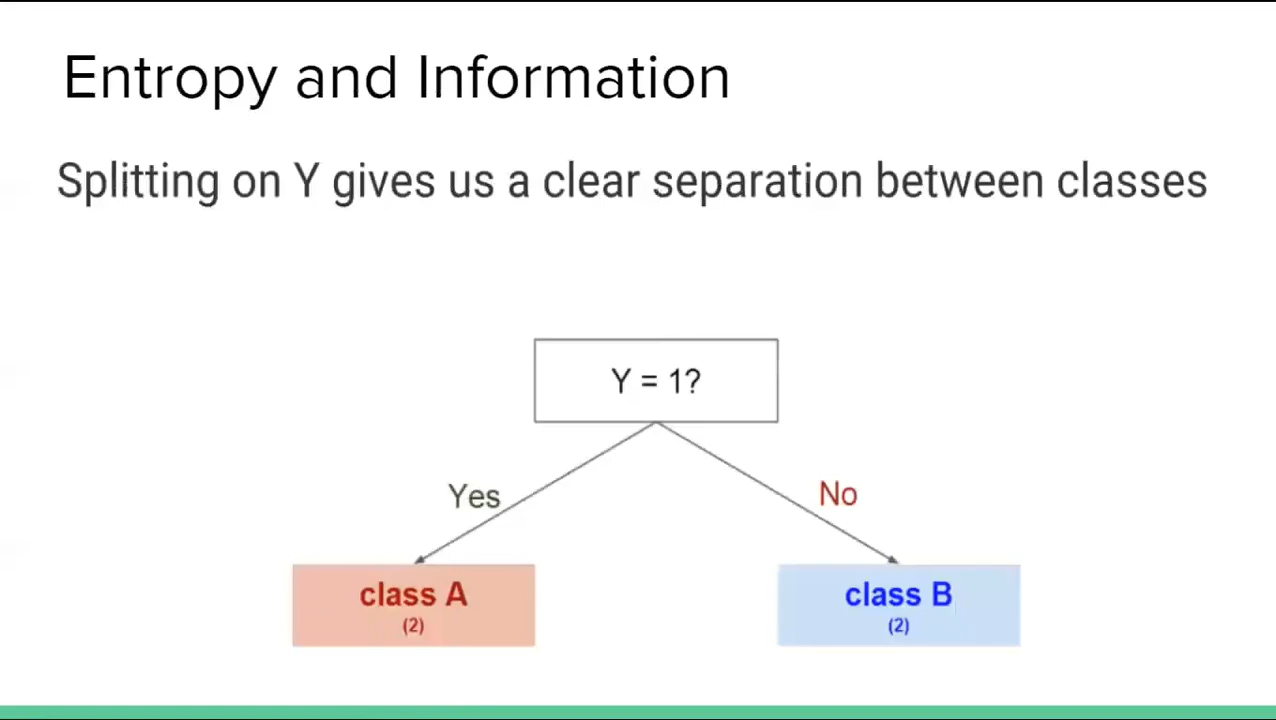 Entropy and Information
Splitting on Y gives us a clear separation between classes
Y = 1?
Yes
No
class A
(2)
class B
(2)